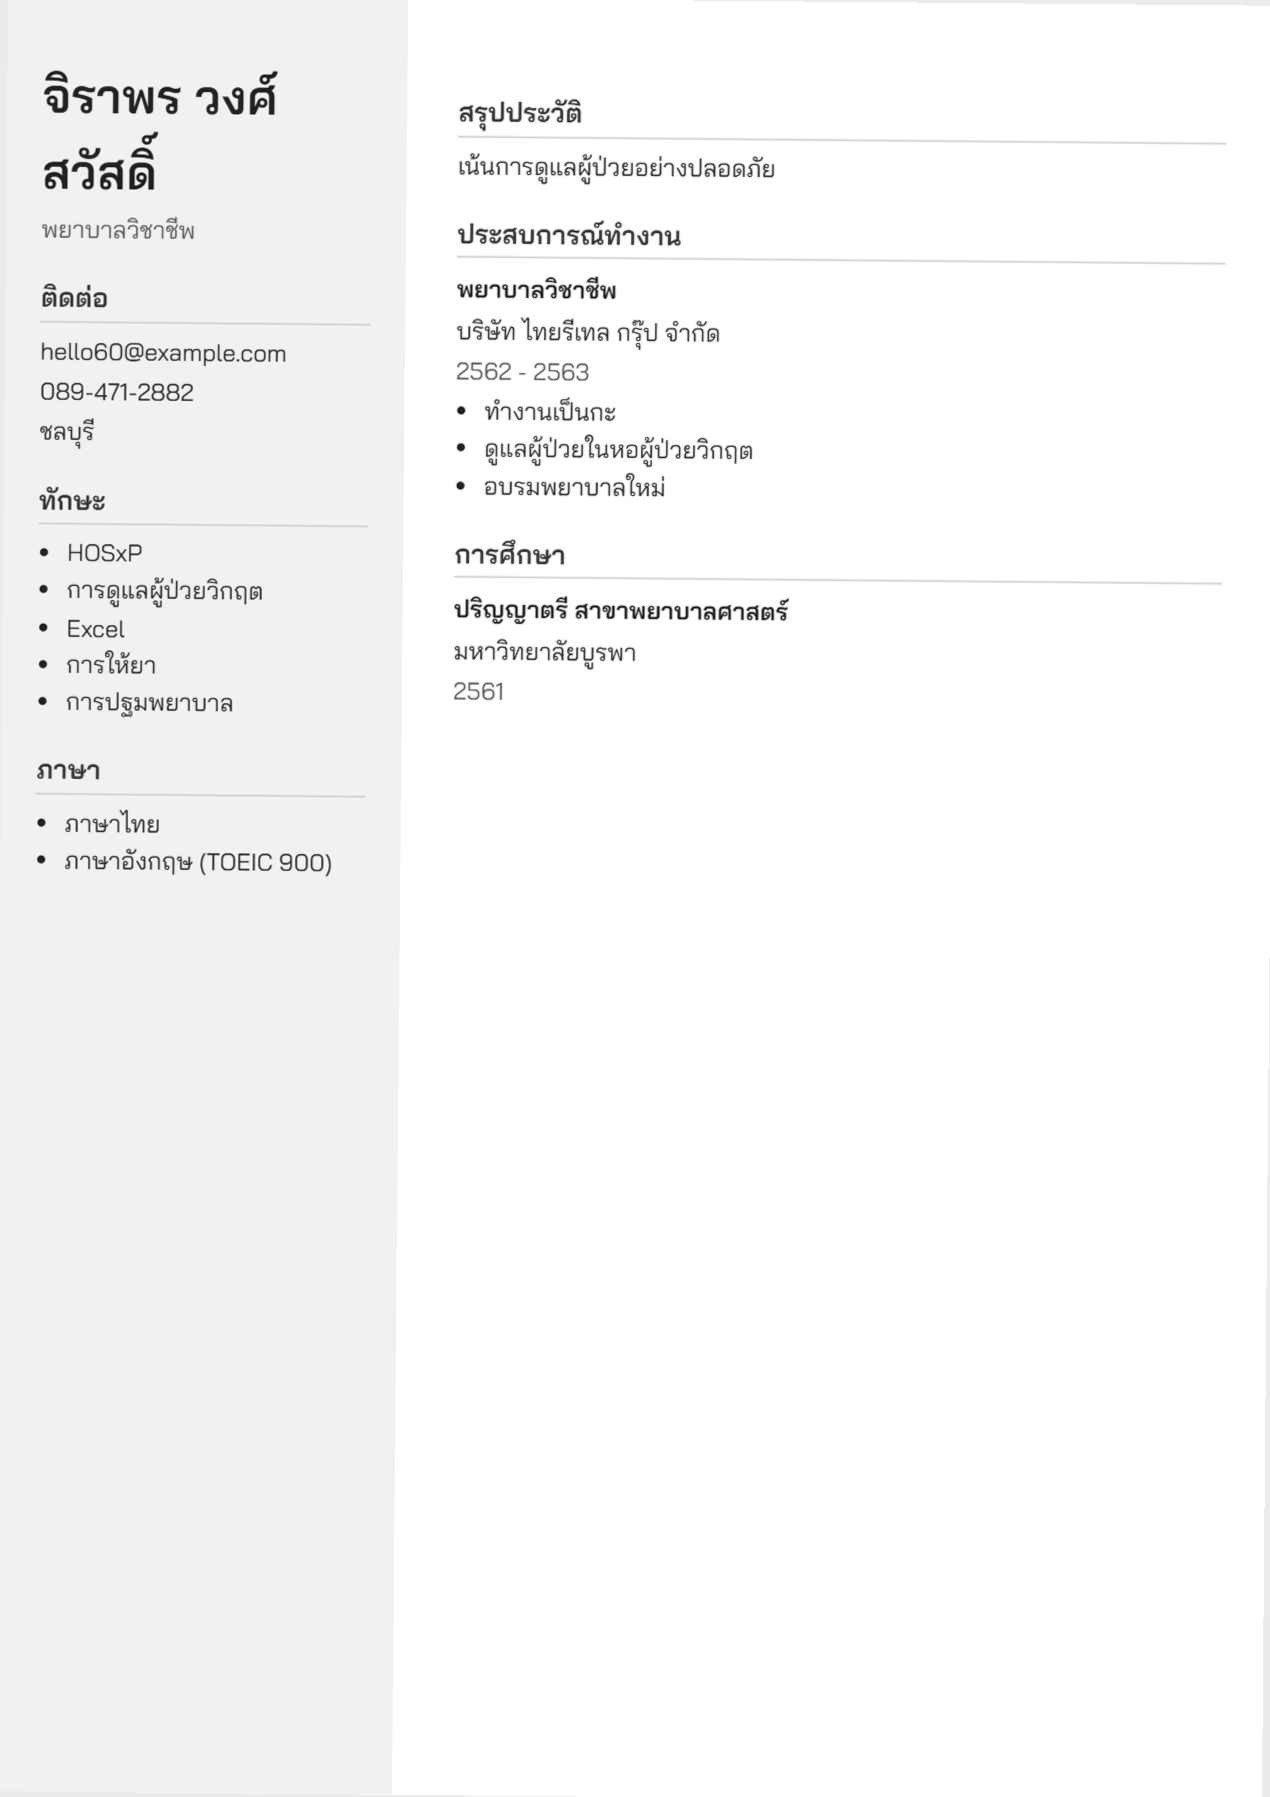 จิราพร วงศ์
สวัสดิ์
พยาบาลวิชาชีพ
ติดต่อ
hello60@example.com
089-471-2882
ชลบุรี
ทักษะ
• HOSxP
• การดูแลผู้ป่วยวิกฤต
• Excel
• การให้ยา
• การปฐมพยาบาล
ภาษา
• ภาษาไทย
• ภาษาอังกฤษ (TOEIC 900)
สรุปประวัติ
เน้นการดูแลผู้ป่วยอย่างปลอดภัย
ประสบการณ์ทำงาน
พยาบาลวิชาชีพ
บริษัท ไทยรีเทล กรุ๊ป จำกัด
2562 - 2563
• ทำงานเป็นกะ
• ดูแลผู้ป่วยในหอผู้ป่วยวิกฤต
• อบรมพยาบาลใหม่
การศึกษา
ปริญญาตรี สาขาพยาบาลศาสตร์
มหาวิทยาลัยบูรพา
2561